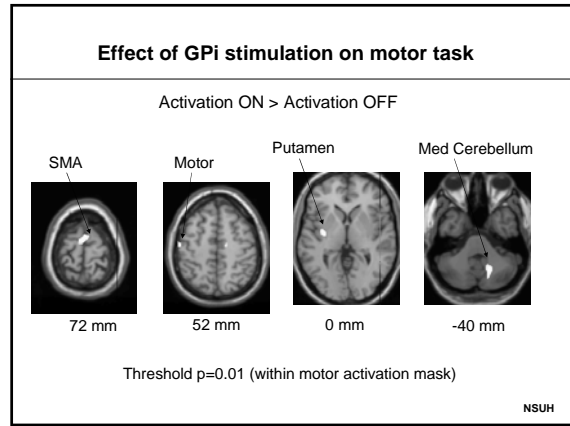 Effect of GPi stimulation on motor task
Activation ON > Activation OFF
SMA
Motor
Putamen
Med Cerebellum
72 mm
52 mm
0 mm
-40 mm
Threshold p=0.01 (within motor activation mask)
NSUH